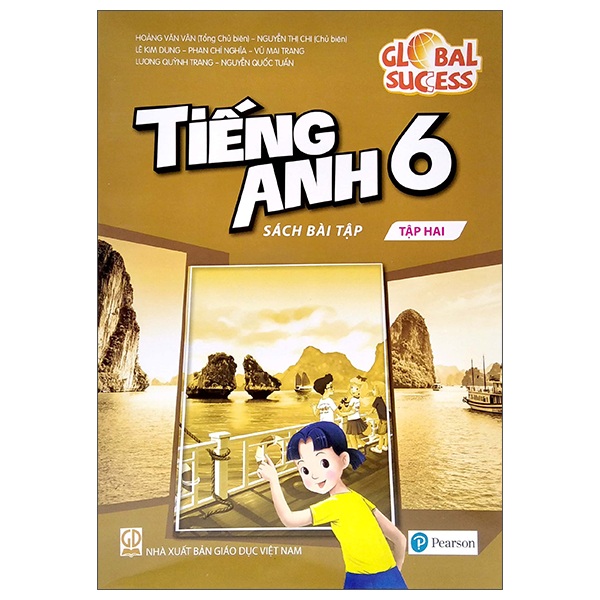 HOÀNG VĂN VÂN (Tổng Chủ biên) – NGUYỄN THỊ CHI (Chủ biên)
LÊ KIM DUNG – PHAN CHÍ NGHĨA – VŨ MAI TRANG
LƯƠNG QUỲNH TRANG – NGUYỄN QUỐC TUẤN
GLOBAL
SUCCESS
TIẾNG
ANH 6
SÁCH BÀI TẬP
TẬP HAI
GD
NHÀ XUẤT BẢN GIÁO DỤC VIỆT NAM
Pearson